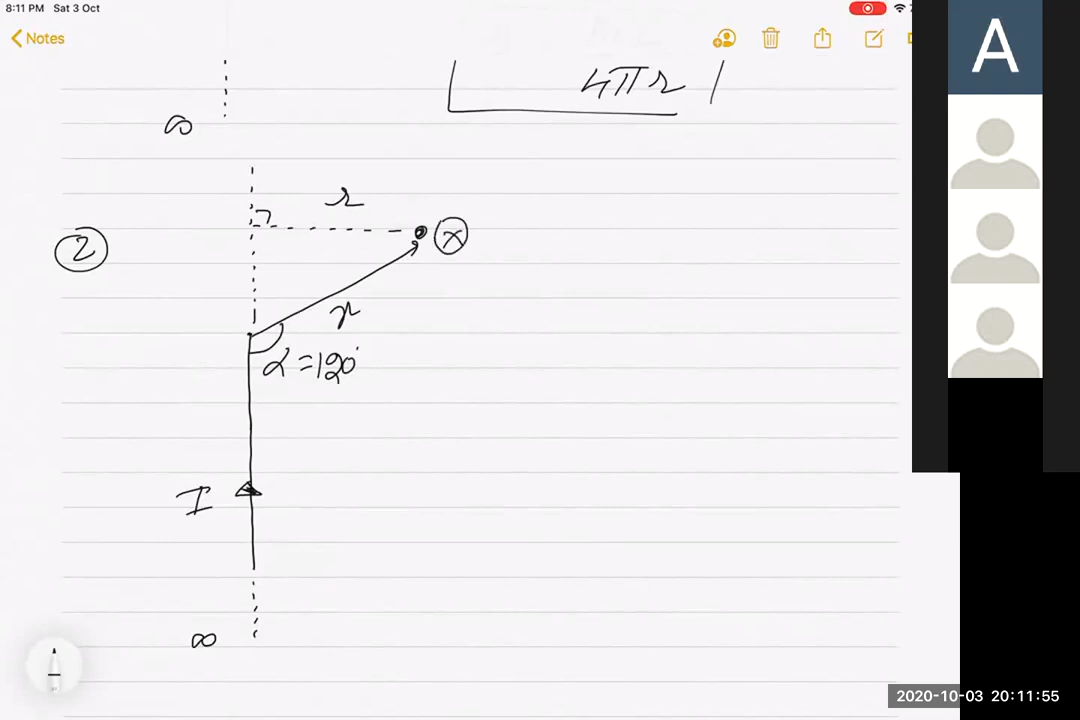 8:11 PM Sat 3 Oct
Notes
A
4πr
∞
r
2
x
α = 120°
I
∞
2020-10-03 20:11:55